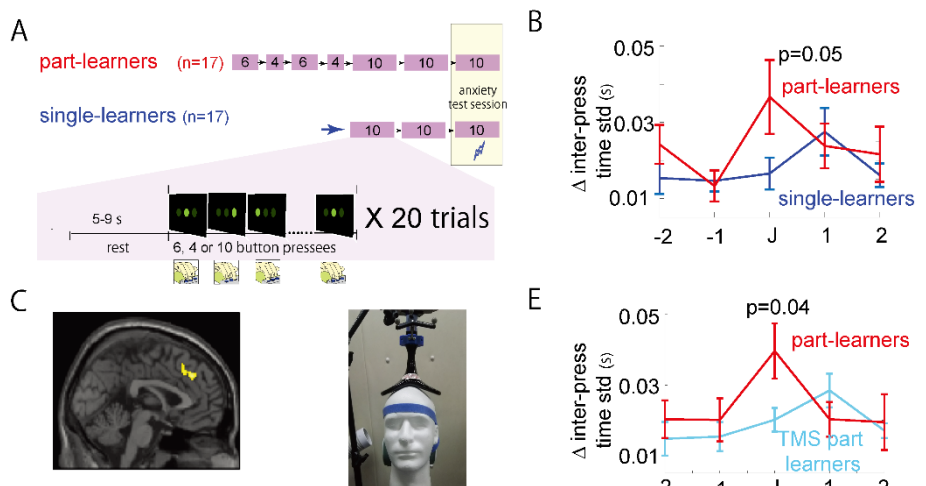 A
part-learners (n=17)
6 4 6 4 10 10 10
anxiety
test session
single-learners (n=17)
10 10 10
5-9 s
rest
6, 4 or 10 button pressees
X 20 trials
B
Δ inter-press
time std (s)
0.05
0.03
0.01
p=0.05
part-learners
single-learners
-2 -1 J 1 2
C
E
Δ inter-press
time std (s)
0.05
0.03
0.01
p=0.04
part-learners
TMS part
learners